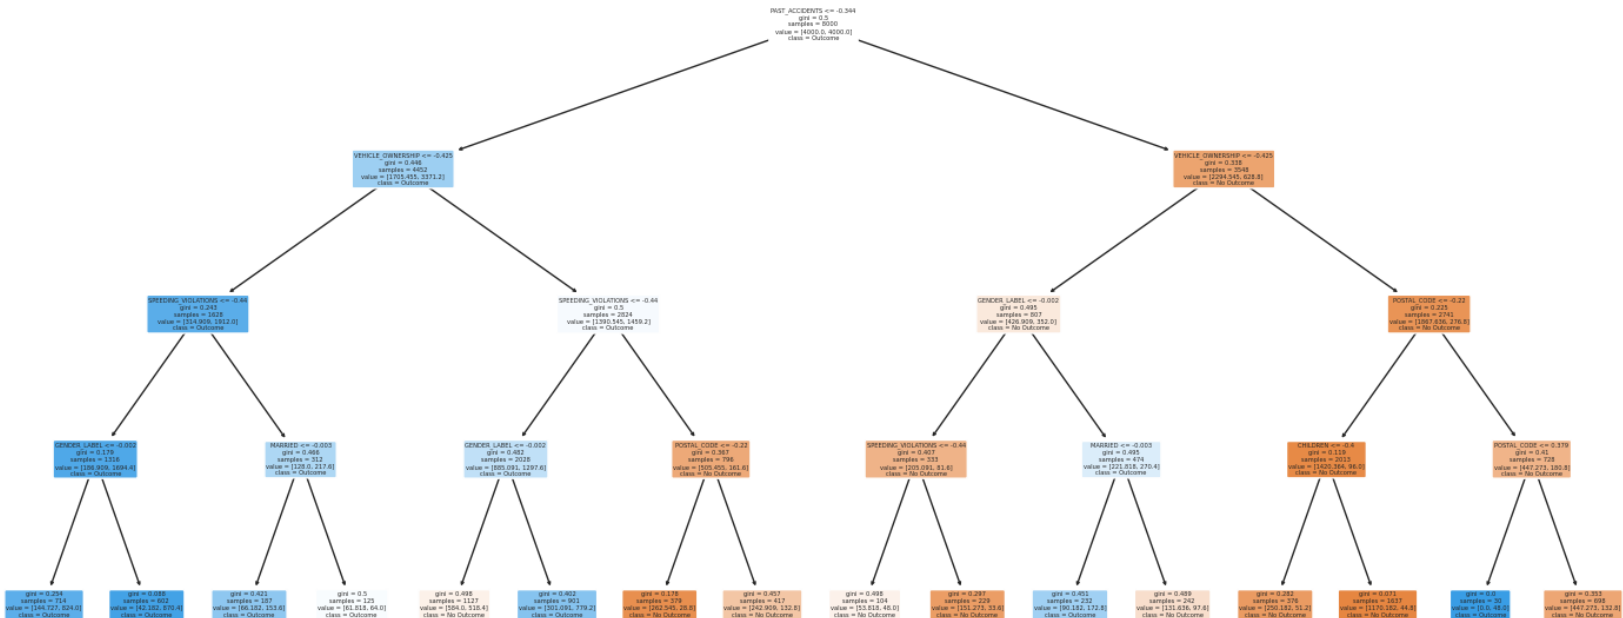 PAST_ACCIDENTS <= -0.344
gini = 0.5
samples = 8000
value = [4000.0, 4000.0]
class = Outcome
VEHICLE_OWNERSHIP <= -0.425
gini = 0.446
samples = 4452
value = [1705.455, 3371.2]
class = Outcome
VEHICLE_OWNERSHIP <= -0.425
gini = 0.338
samples = 3548
value = [2294.545, 628.8]
class = No Outcome
SPEEDING_VIOLATIONS <= -0.44
gini = 0.243
samples = 1628
value = [314.909, 1912.0]
class = Outcome
SPEEDING_VIOLATIONS <= -0.44
gini = 0.5
samples = 2824
value = [1390.545, 1459.2]
class = Outcome
GENDER_LABEL <= -0.002
gini = 0.495
samples = 807
value = [426.909, 352.0]
class = No Outcome
POSTAL_CODE <= -0.22
gini = 0.225
samples = 2741
value = [1867.636, 276.8]
class = No Outcome
GENDER_LABEL <= -0.002
gini = 0.179
samples = 1316
value = [186.909, 1694.4]
class = Outcome
MARRIED <= -0.003
gini = 0.466
samples = 312
value = [128.0, 217.6]
class = Outcome
GENDER_LABEL <= -0.002
gini = 0.482
samples = 2028
value = [885.091, 1297.6]
class = Outcome
POSTAL_CODE <= -0.22
gini = 0.367
samples = 796
value = [505.455, 161.6]
class = No Outcome
SPEEDING_VIOLATIONS <= -0.44
gini = 0.407
samples = 333
value = [205.091, 81.6]
class = No Outcome
MARRIED <= -0.003
gini = 0.495
samples = 474
value = [221.818, 270.4]
class = Outcome
CHILDREN <= -0.4
gini = 0.119
samples = 2013
value = [1420.364, 96.0]
class = No Outcome
POSTAL_CODE <= 0.379
gini = 0.41
samples = 728
value = [447.273, 180.8]
class = No Outcome
gini = 0.254
samples = 714
value = [144.727, 824.0]
class = Outcome
gini = 0.088
samples = 602
value = [42.182, 870.4]
class = Outcome
gini = 0.421
samples = 187
value = [66.182, 153.6]
class = Outcome
gini = 0.5
samples = 125
value = [61.818, 64.0]
class = Outcome
gini = 0.498
samples = 1127
value = [584.0, 518.4]
class = No Outcome
gini = 0.402
samples = 901
value = [301.091, 779.2]
class = Outcome
gini = 0.178
samples = 379
value = [262.545, 28.8]
class = No Outcome
gini = 0.457
samples = 417
value = [242.909, 132.8]
class = No Outcome
gini = 0.498
samples = 104
value = [53.818, 48.0]
class = No Outcome
gini = 0.297
samples = 229
value = [151.273, 33.6]
class = No Outcome
gini = 0.451
samples = 232
value = [90.182, 172.8]
class = Outcome
gini = 0.489
samples = 242
value = [131.636, 97.6]
class = No Outcome
gini = 0.282
samples = 376
value = [250.182, 51.2]
class = No Outcome
gini = 0.071
samples = 1637
value = [1170.182, 44.8]
class = No Outcome
gini = 0.0
samples = 30
value = [0.0, 48.0]
class = Outcome
gini = 0.353
samples = 698
value = [447.273, 132.8]
class = No Outcome